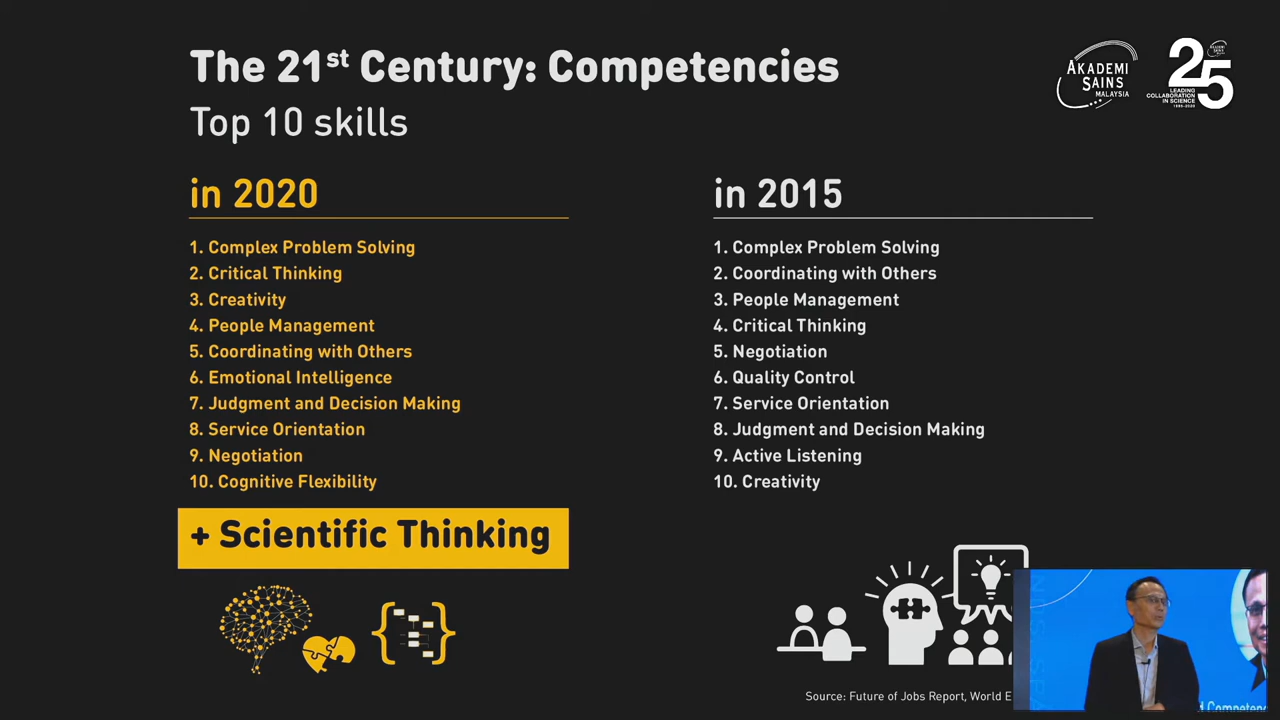 The 21st Century: Competencies
Top 10 skills
AKADEMI
SAINS
MALAYSIA
25
LEADING
COLLABORATION
IN SCIENCE
1995-2020
in 2020
1. Complex Problem Solving
2. Critical Thinking
3. Creativity
4. People Management
5. Coordinating with Others
6. Emotional Intelligence
7. Judgment and Decision Making
8. Service Orientation
9. Negotiation
10. Cognitive Flexibility
+ Scientific Thinking
in 2015
1. Complex Problem Solving
2. Coordinating with Others
3. People Management
4. Critical Thinking
5. Negotiation
6. Quality Control
7. Service Orientation
8. Judgment and Decision Making
9. Active Listening
10. Creativity
Source: Future of Jobs Report, World E
d Competenc